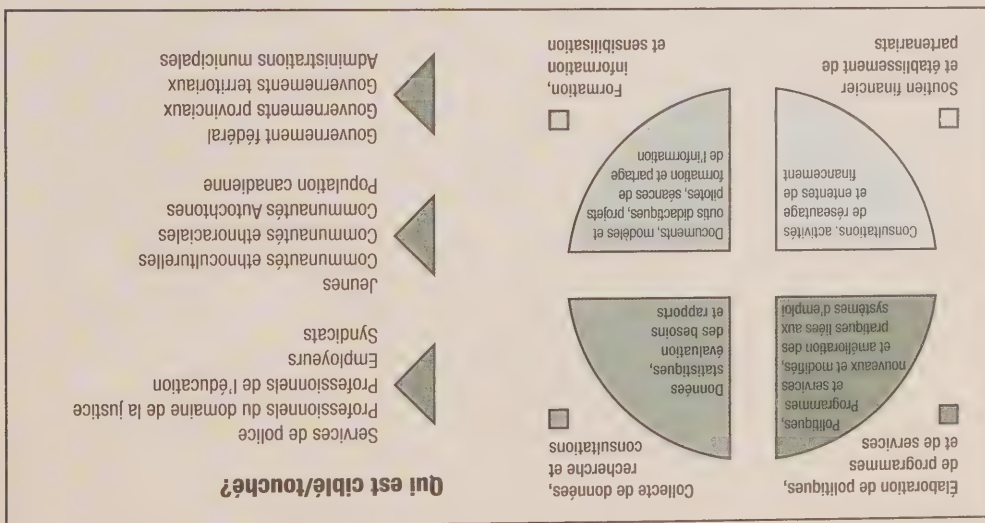 Élaboration de politiques,
de programmes
et de services
Politiques,
Programmes
et services
nouveaux et modifiés,
et amélioration des
pratiques liées aux
systèmes d'emploi
Collecte de données,
recherche et
consultations
Données
statistiques,
évaluation
des besoins
et rapports
Consultations. activités
de réseautage
et ententes de
financement
Soutien financier
et établissement de
partenariats
Documents, modèles et
outils didactiques, projets
pilotes, séances de
formation et partage
de l'information
Formation,
information
et sensibilisation
Qui est ciblé/touché?
Services de police
Professionnels du domaine de la justice
Professionnels de l'éducation
Employeurs
Syndicats
Jeunes
Communautés ethnoculturelles
Communautés ethnoraciales
Communautés Autochtones
Population canadienne
Gouvernement fédéral
Gouvernements provinciaux
Gouvernements territoriaux
Administrations municipales